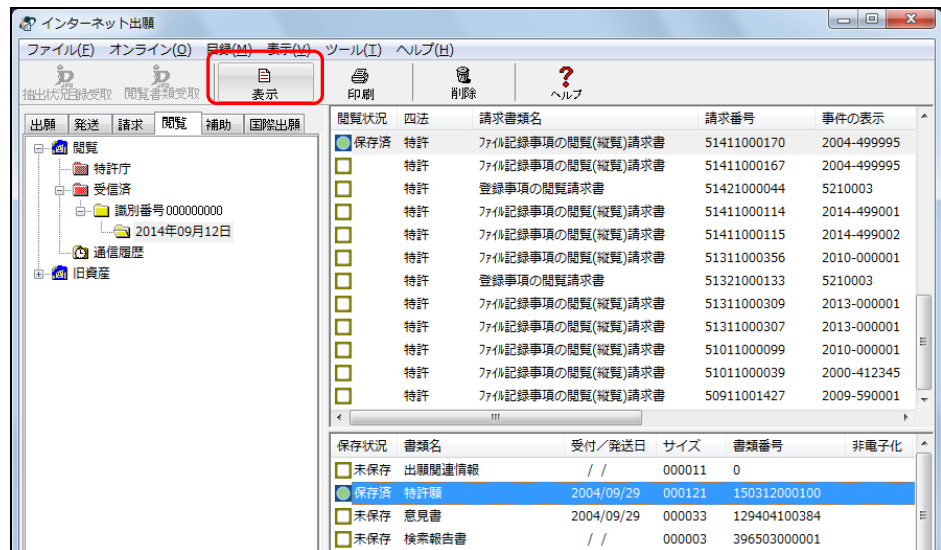 インターネット出願
ファイル(F) オンライン(O) 目録(M) 表示(V) ツール(T) ヘルプ(H)
抽出状況目録受取 閲覧書類受取 表示 印刷 削除 ヘルプ
出願 発送 請求 閲覧 補助 国際出願
閲覧
特許庁
受信済
識別番号000000000
2014年09月12日
通信履歴
旧資産
閲覧状況 四法 請求書類名 請求番号 事件の表示
保存済 特許 ファイル記録事項の閲覧(縦覧)請求書 51411000170 2004-499995
特許 ファイル記録事項の閲覧(縦覧)請求書 51411000167 2004-499995
特許 登録事項の閲覧請求書 51421000044 5210003
特許 ファイル記録事項の閲覧(縦覧)請求書 51411000114 2014-499001
特許 ファイル記録事項の閲覧(縦覧)請求書 51411000115 2014-499002
特許 ファイル記録事項の閲覧(縦覧)請求書 51311000356 2010-000001
特許 登録事項の閲覧請求書 51321000133 5210003
特許 ファイル記録事項の閲覧(縦覧)請求書 51311000309 2013-000001
特許 ファイル記録事項の閲覧(縦覧)請求書 51311000307 2013-000001
特許 ファイル記録事項の閲覧(縦覧)請求書 51011000099 2010-000001
特許 ファイル記録事項の閲覧(縦覧)請求書 51011000039 2000-412345
特許 ファイル記録事項の閲覧(縦覧)請求書 50911001427 2009-590001
保存状況 書類名 受付／発送日 サイズ 書類番号 非電子化
未保存 出願関連情報 / / 000011 0
保存済 特許願 2004/09/29 000121 150312000100
未保存 意見書 2004/09/29 000033 129404100384
未保存 検索報告書 / / 000003 396503000001